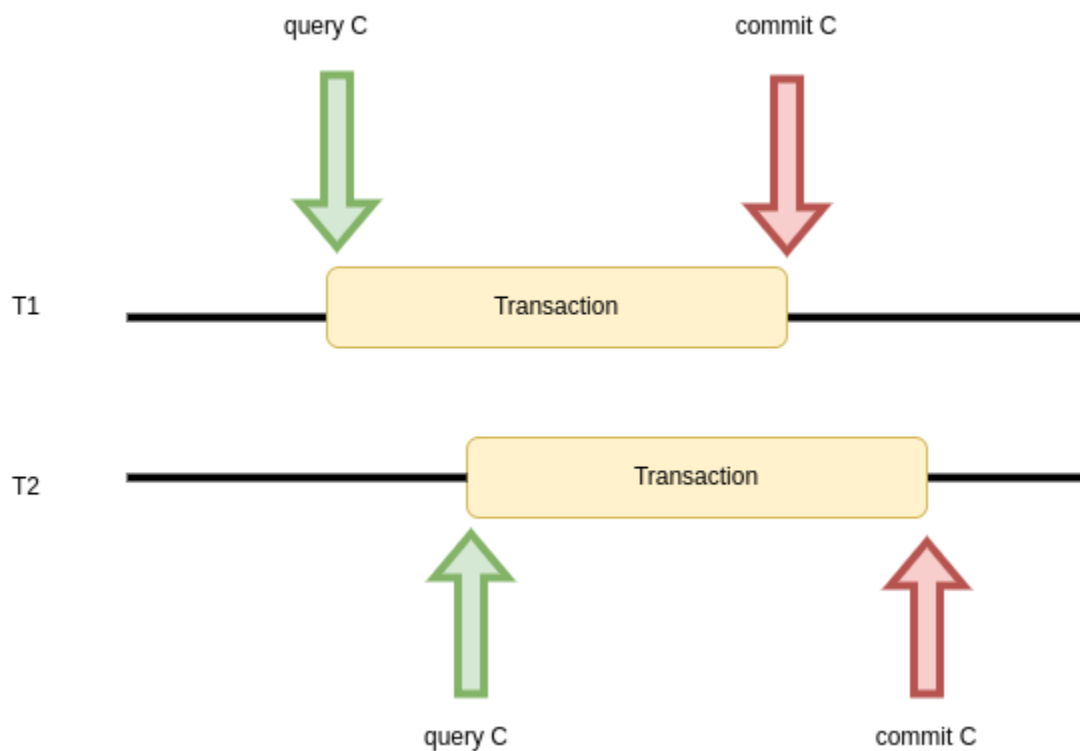 query C
commit C
T1
Transaction
T2
Transaction
query C
commit C